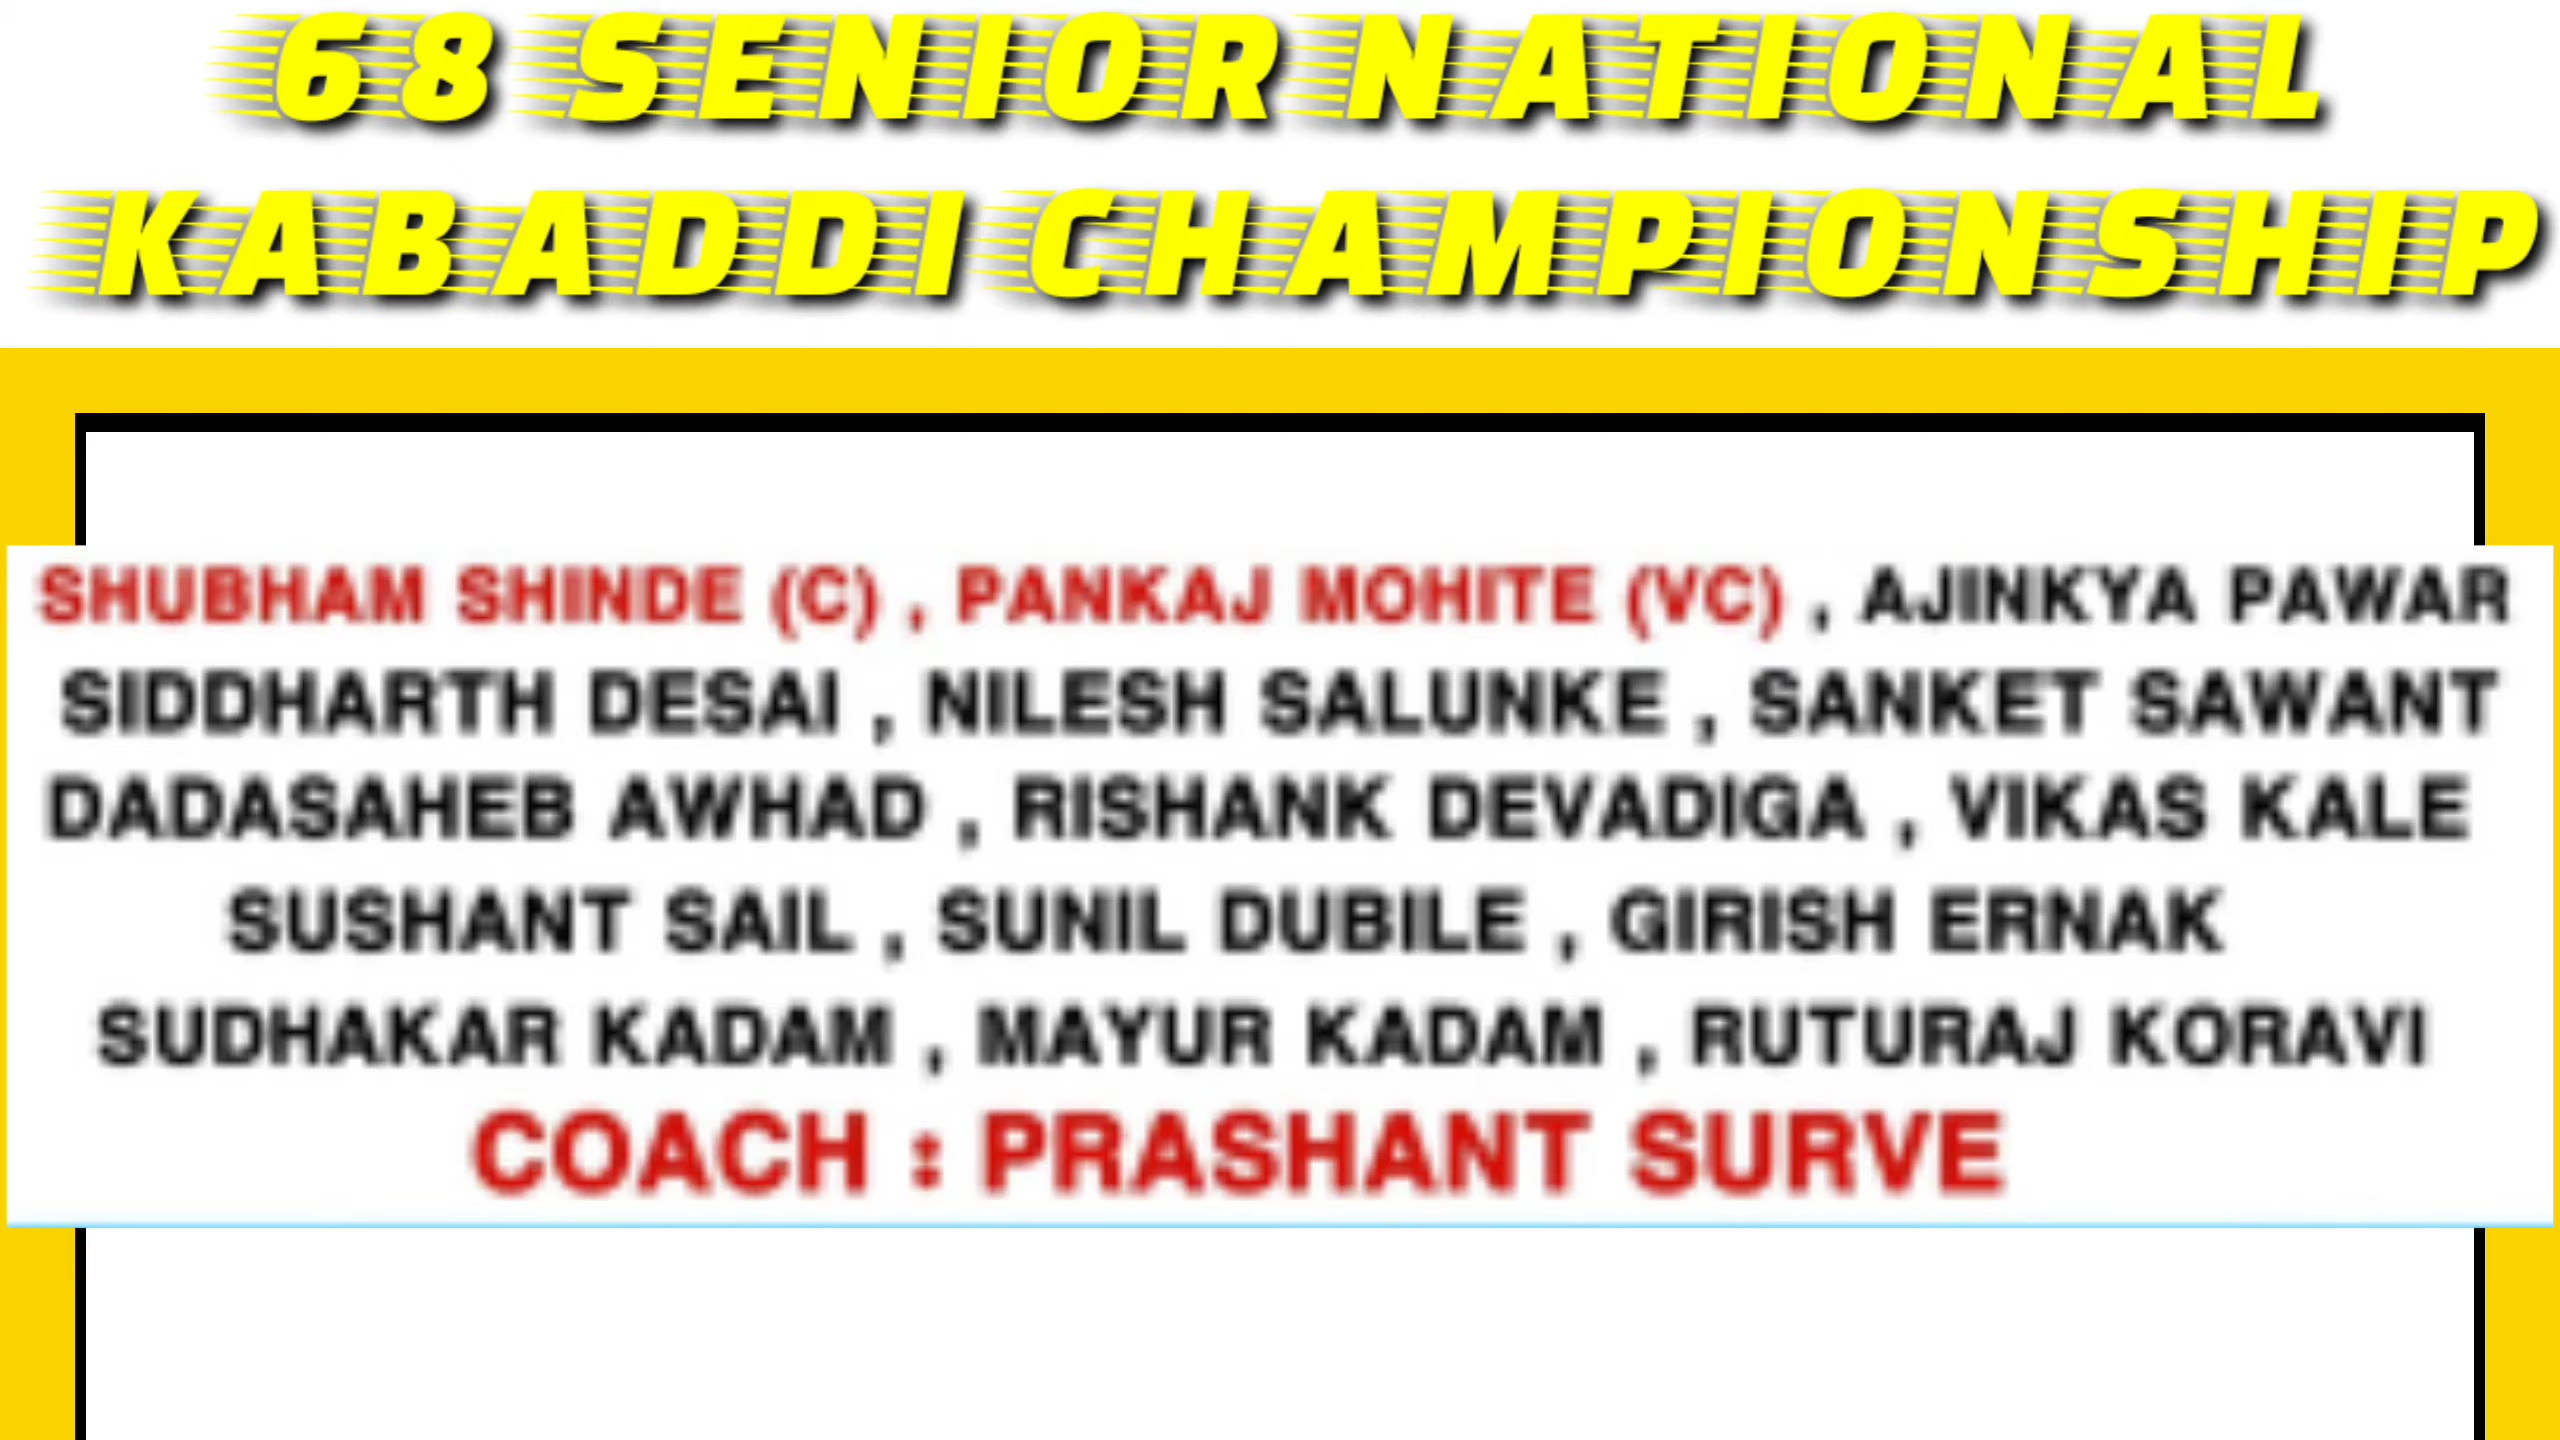 68 SENIOR NATIONAL
KABADDI CHAMPIONSHIP
SHUBHAM SHINDE (C) , PANKAJ MOHITE (VC) , AJINKYA PAWAR
SIDDHARTH DESAI , NILESH SALUNKE , SANKET SAWANT
DADASAHEB AWHAD , RISHANK DEVADIGA , VIKAS KALE
SUSHANT SAIL , SUNIL DUBILE , GIRISH ERNAK
SUDHAKAR KADAM , MAYUR KADAM , RUTURAJ KORAVI
COACH : PRASHANT SURVE